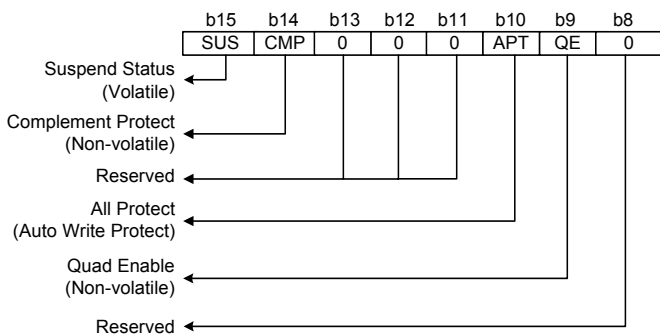 b15 b14 b13 b12 b11 b10 b9 b8
SUS CMP 0 0 0 APT QE 0
Suspend Status
(Volatile)
Complement Protect
(Non-volatile)
Reserved
All Protect
(Auto Write Protect)
Quad Enable
(Non-volatile)
Reserved